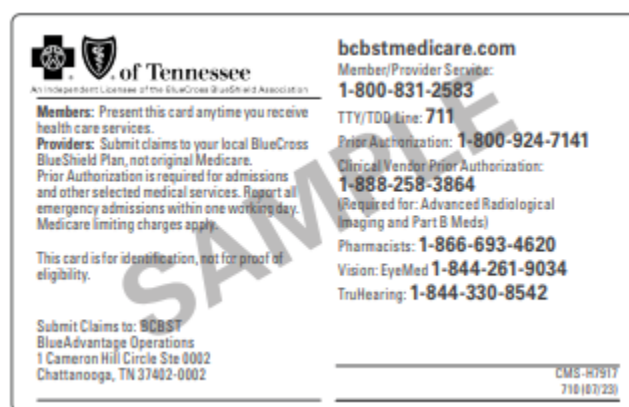 of Tennessee
An Independent Licensee of the BlueCross BlueShield Association
Members: Present this card anytime you receive
health care services.
Providers: Submit claims to your local BlueCross
BlueShield Plan, not original Medicare.
Prior Authorization is required for admissions
and other selected medical services. Report all
emergency admissions within one working day.
Medicare limiting charges apply.
This card is for identification, not for proof of
eligibility.
Submit Claims to: BCBST
BlueAdvantage Operations
1 Cameron Hill Circle Ste 0002
Chattanooga, TN 37402-0002
bcbstmedicare.com
Member/Provider Service:
1-800-831-2583
TTY/TDD Line: 711
Prior Authorization: 1-800-924-7141
Clinical Vendor Prior Authorization:
1-888-258-3864
(Required for: Advanced Radiological
Imaging and Part B Meds)
Pharmacists: 1-866-693-4620
Vision: EyeMed 1-844-261-9034
TruHearing: 1-844-330-8542
CMS-H7917
710 (07/23)
SAMPLE